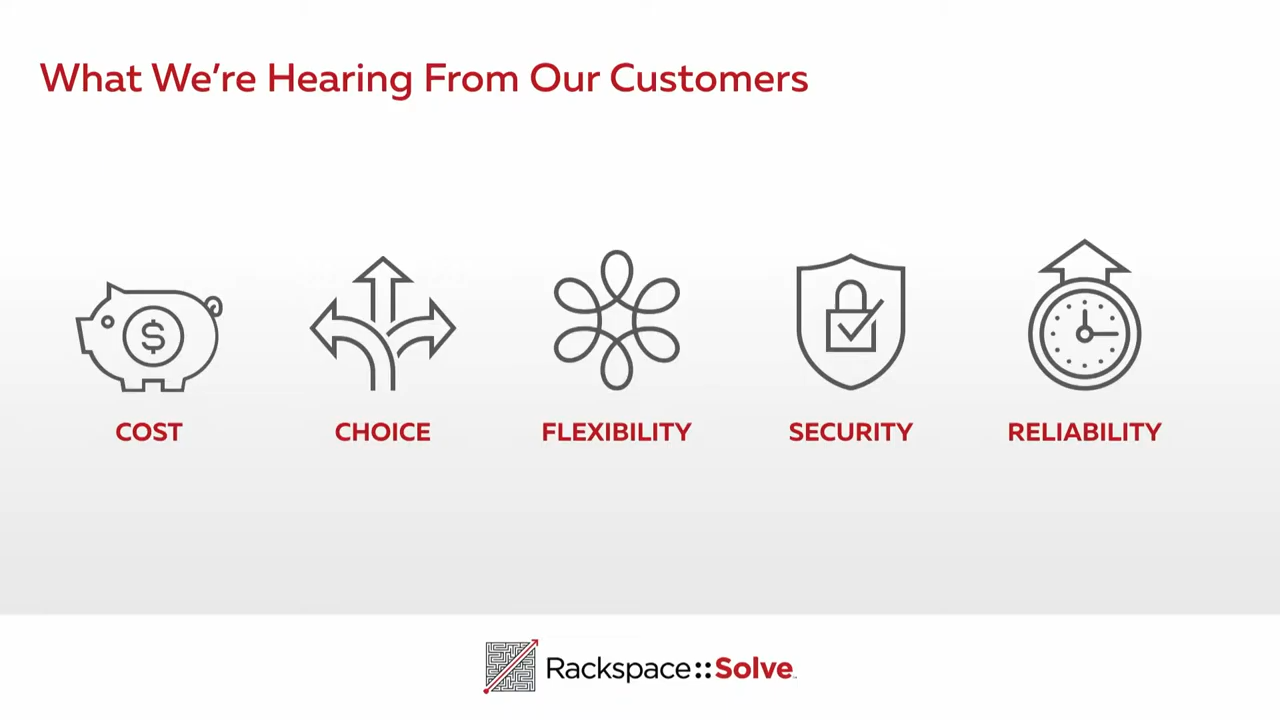 What We're Hearing From Our Customers
$
COST
CHOICE
FLEXIBILITY
SECURITY
RELIABILITY
Rackspace::Solve